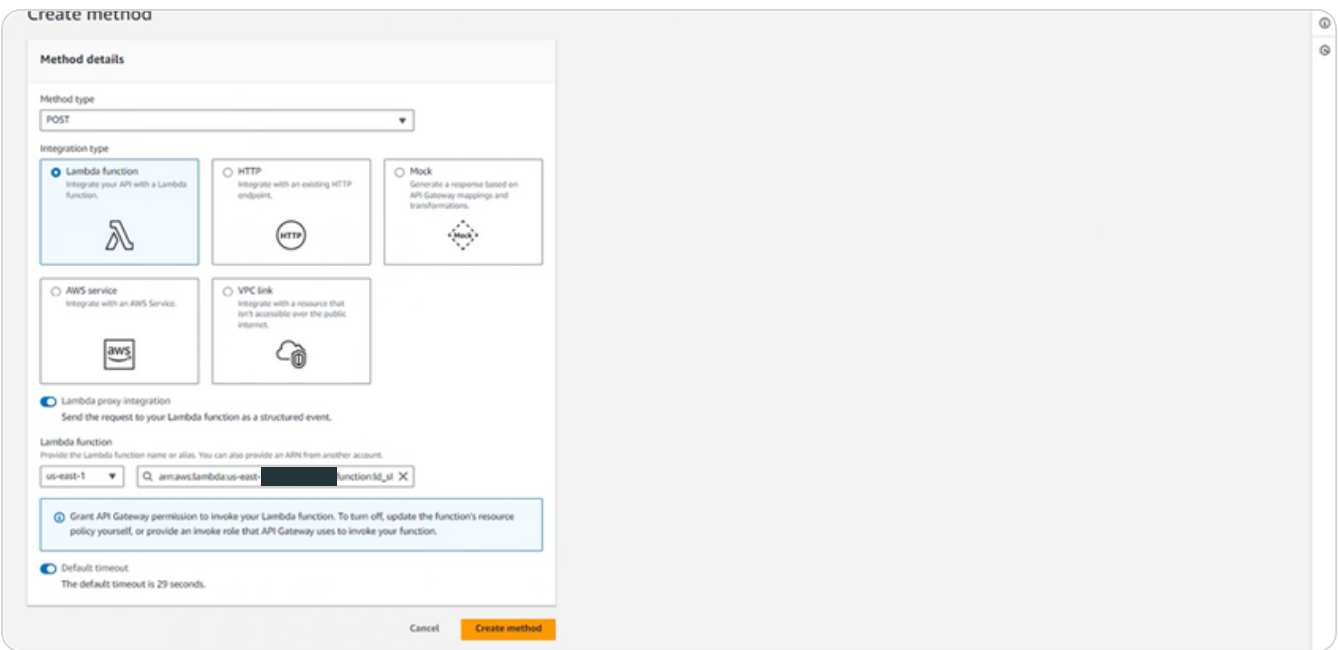 Create method
Method details
Method type
POST
Integration type
Lambda function
Integrate your API with a Lambda
function.
HTTP
Integrate with an existing HTTP
endpoint.
HTTP
Mock
Generate a response based on
API Gateway mappings and
transformations.
Mock
AWS service
Integrate with an AWS Service.
aws
VPC link
Integrate with a resource that
isn't accessible over the public
internet.
Lambda proxy integration
Send the request to your Lambda function as a structured event.
Lambda function
Provide the Lambda function name or alias. You can also provide an ARN from another account.
us-east-1
arn:aws:lambda:us-east- unction:ld_sl
Grant API Gateway permission to invoke your Lambda function. To turn off, update the function's resource
policy yourself, or provide an invoke role that API Gateway uses to invoke your function.
Default timeout
The default timeout is 29 seconds.
Cancel
Create method